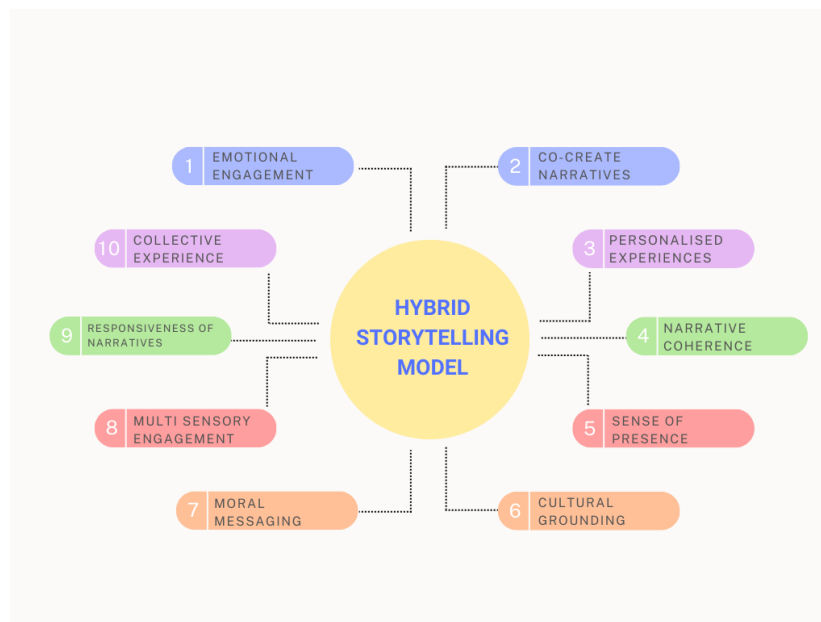 1
EMOTIONAL
ENGAGEMENT
2
CO-CREATE
NARRATIVES
10
COLLECTIVE
EXPERIENCE
3
PERSONALISED
EXPERIENCES
HYBRID
STORYTELLING
MODEL
9
RESPONSIVENESS OF
NARRATIVES
4
NARRATIVE
COHERENCE
8
MULTI SENSORY
ENGAGEMENT
5
SENSE OF
PRESENCE
7
MORAL
MESSAGING
6
CULTURAL
GROUNDING